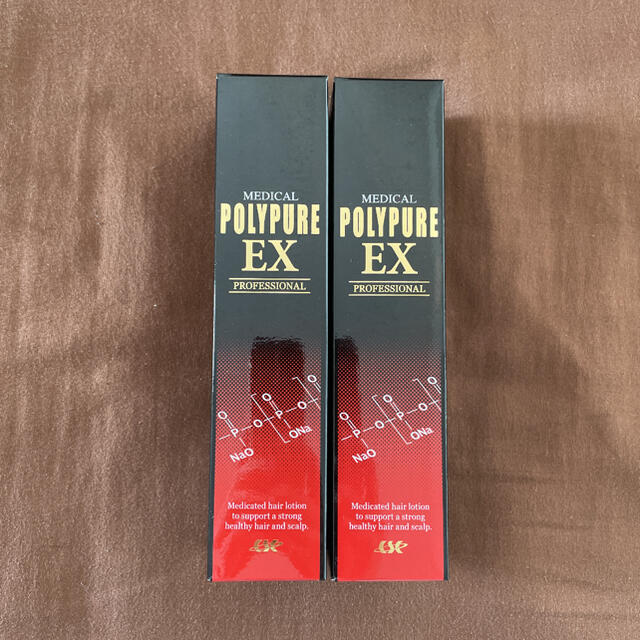 MEDICAL
POLYPURE
EX
PROFESSIONAL
O
P
O
P
O
NaO
ONa
Medicated hair lotion
to support a strong
healthy hair and scalp.
MEDICAL
POLYPURE
EX
PROFESSIONAL
O
P
O
P
O
NaO
ONa
Medicated hair lotion
to support a strong
healthy hair and scalp.